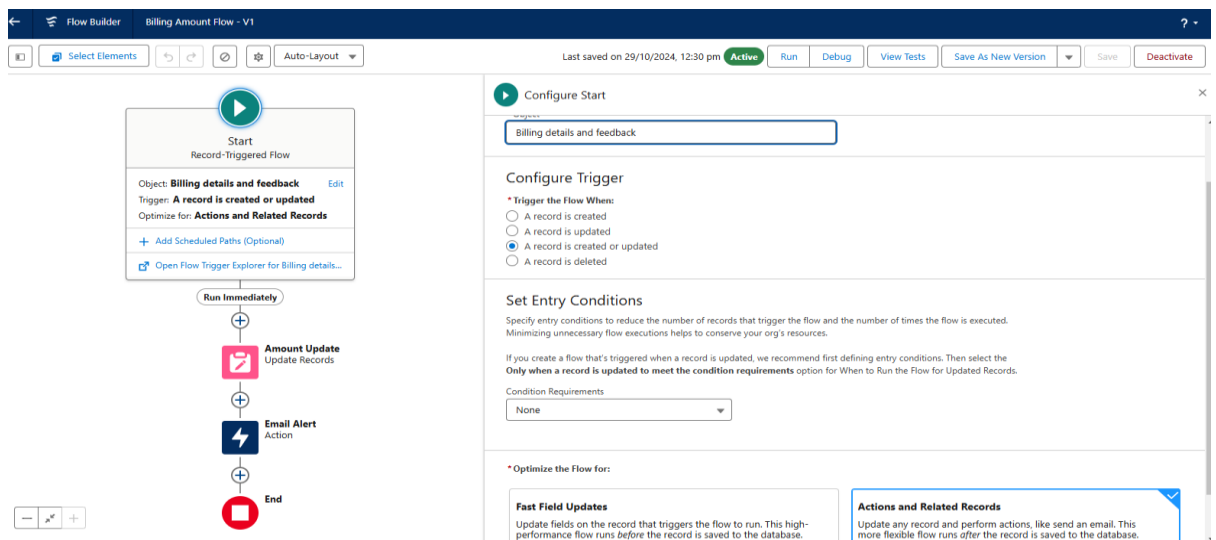 Flow Builder
Billing Amount Flow - V1
?
Select Elements
Auto-Layout
Last saved on 29/10/2024, 12:30 pm
Active
Run
Debug
View Tests
Save As New Version
Save
Deactivate
Start
Record-Triggered Flow
Object: Billing details and feedback
Edit
Trigger: A record is created or updated
Optimize for: Actions and Related Records
+ Add Scheduled Paths (Optional)
Open Flow Trigger Explorer for Billing details...
Run Immediately
Amount Update
Update Records
Email Alert
Action
End
Configure Start
Object
Billing details and feedback
Configure Trigger
* Trigger the Flow When:
A record is created
A record is updated
A record is created or updated
A record is deleted
Set Entry Conditions
Specify entry conditions to reduce the number of records that trigger the flow and the number of times the flow is executed.
Minimizing unnecessary flow executions helps to conserve your org's resources.
If you create a flow that's triggered when a record is updated, we recommend first defining entry conditions. Then select the
Only when a record is updated to meet the condition requirements option for When to Run the Flow for Updated Records.
Condition Requirements
None
* Optimize the Flow for:
Fast Field Updates
Update fields on the record that triggers the flow to run. This high-
performance flow runs before the record is saved to the database.
Actions and Related Records
Update any record and perform actions, like send an email. This
more flexible flow runs after the record is saved to the database.